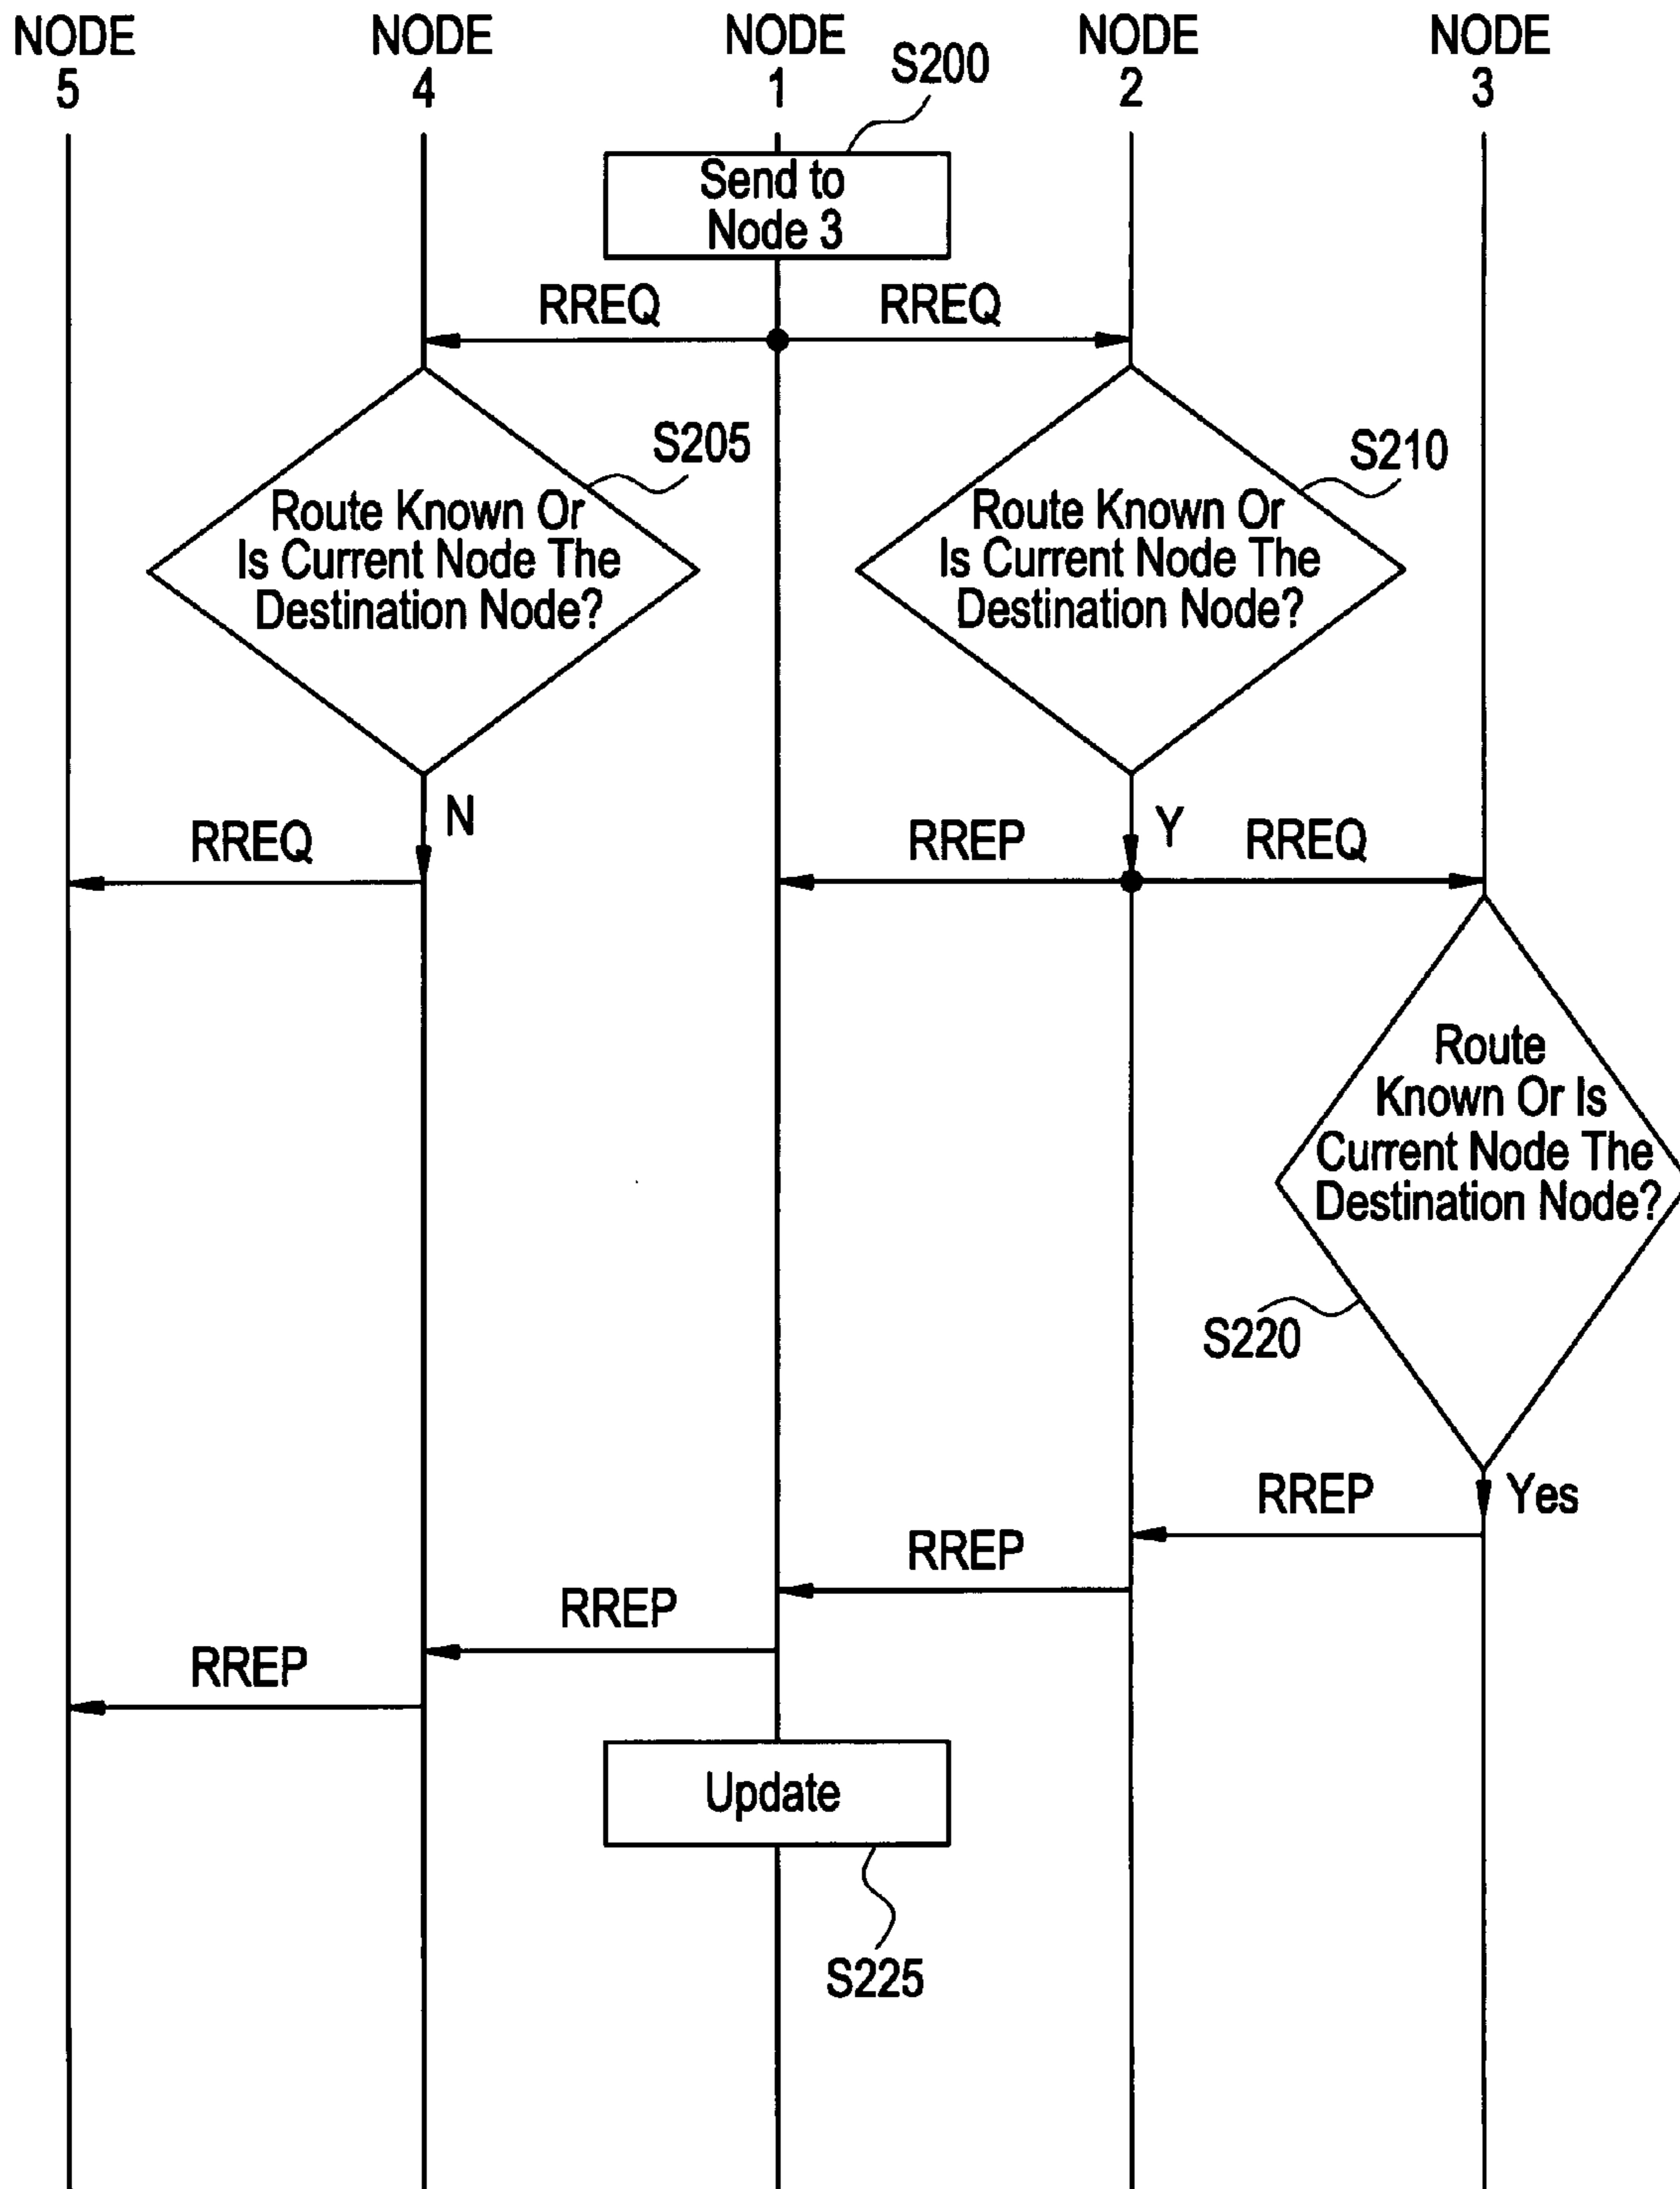 NODE
5
NODE
4
NODE
1
NODE
2
NODE
3
S200
Send to
Node 3
RREQ
RREQ
S205
Route Known Or
Is Current Node The
Destination Node?
S210
Route Known Or
Is Current Node The
Destination Node?
N
RREQ
RREP
Y
RREQ
Route
Known Or Is
Current Node The
Destination Node?
S220
Yes
RREP
RREP
RREP
RREP
Update
S225